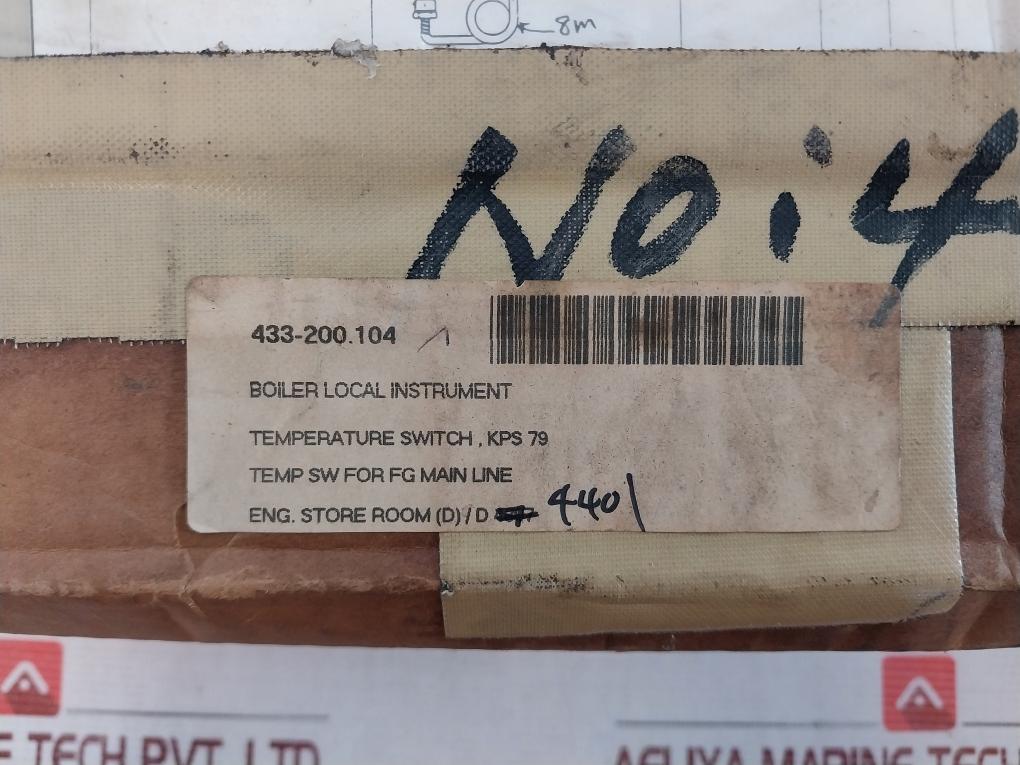 8m
NO: 4
433-200.104
BOILER LOCAL INSTRUMENT
TEMPERATURE SWITCH , KPS 79
TEMP SW FOR FG MAIN LINE
ENG. STORE ROOM (D) / D 4401
E TECH PVT. LTD
AELIYA MARINE TECH